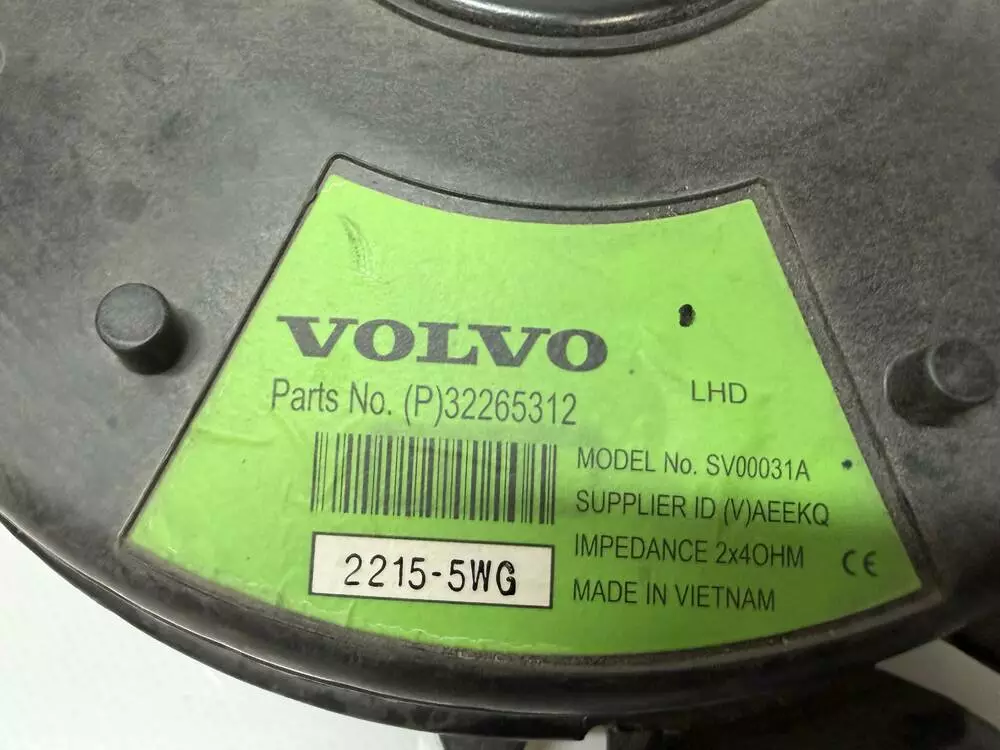 VOLVO
Parts No. (P)32265312
LHD
MODEL No. SV00031A
SUPPLIER ID (V)AEEKQ
IMPEDANCE 2x4OHM
CE
MADE IN VIETNAM
2215-5WG